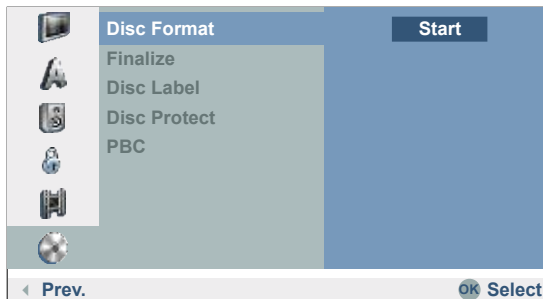 Disc Format
Start
Finalize
Disc Label
Disc Protect
PBC
Prev.
OK Select